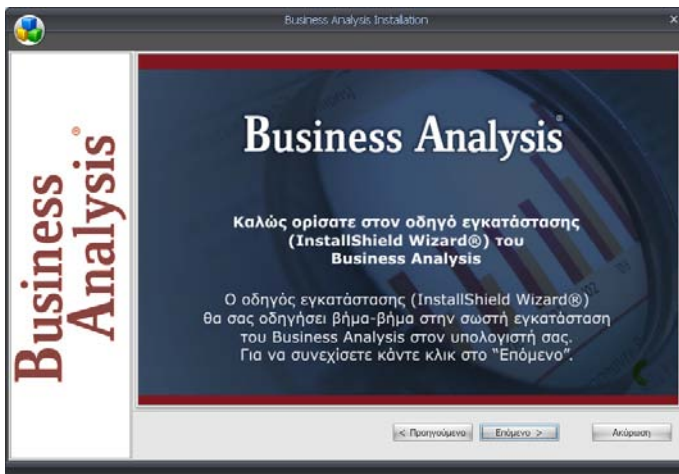 Business Analysis Installation
Business
Analysis®
Business Analysis®
Καλώς ορίσατε στον οδηγό εγκατάστασης
(InstallShield Wizard®) του
Business Analysis
Ο οδηγός εγκατάστασης (InstallShield Wizard®)
θα σας οδηγήσει βήμα-βήμα στην σωστή εγκατάσταση
του Business Analysis στον υπολογιστή σας.
Για να συνεχίσετε κάντε κλικ στο “Επόμενο”.
< Προηγούμενο
Επόμενο >
Ακύρωση